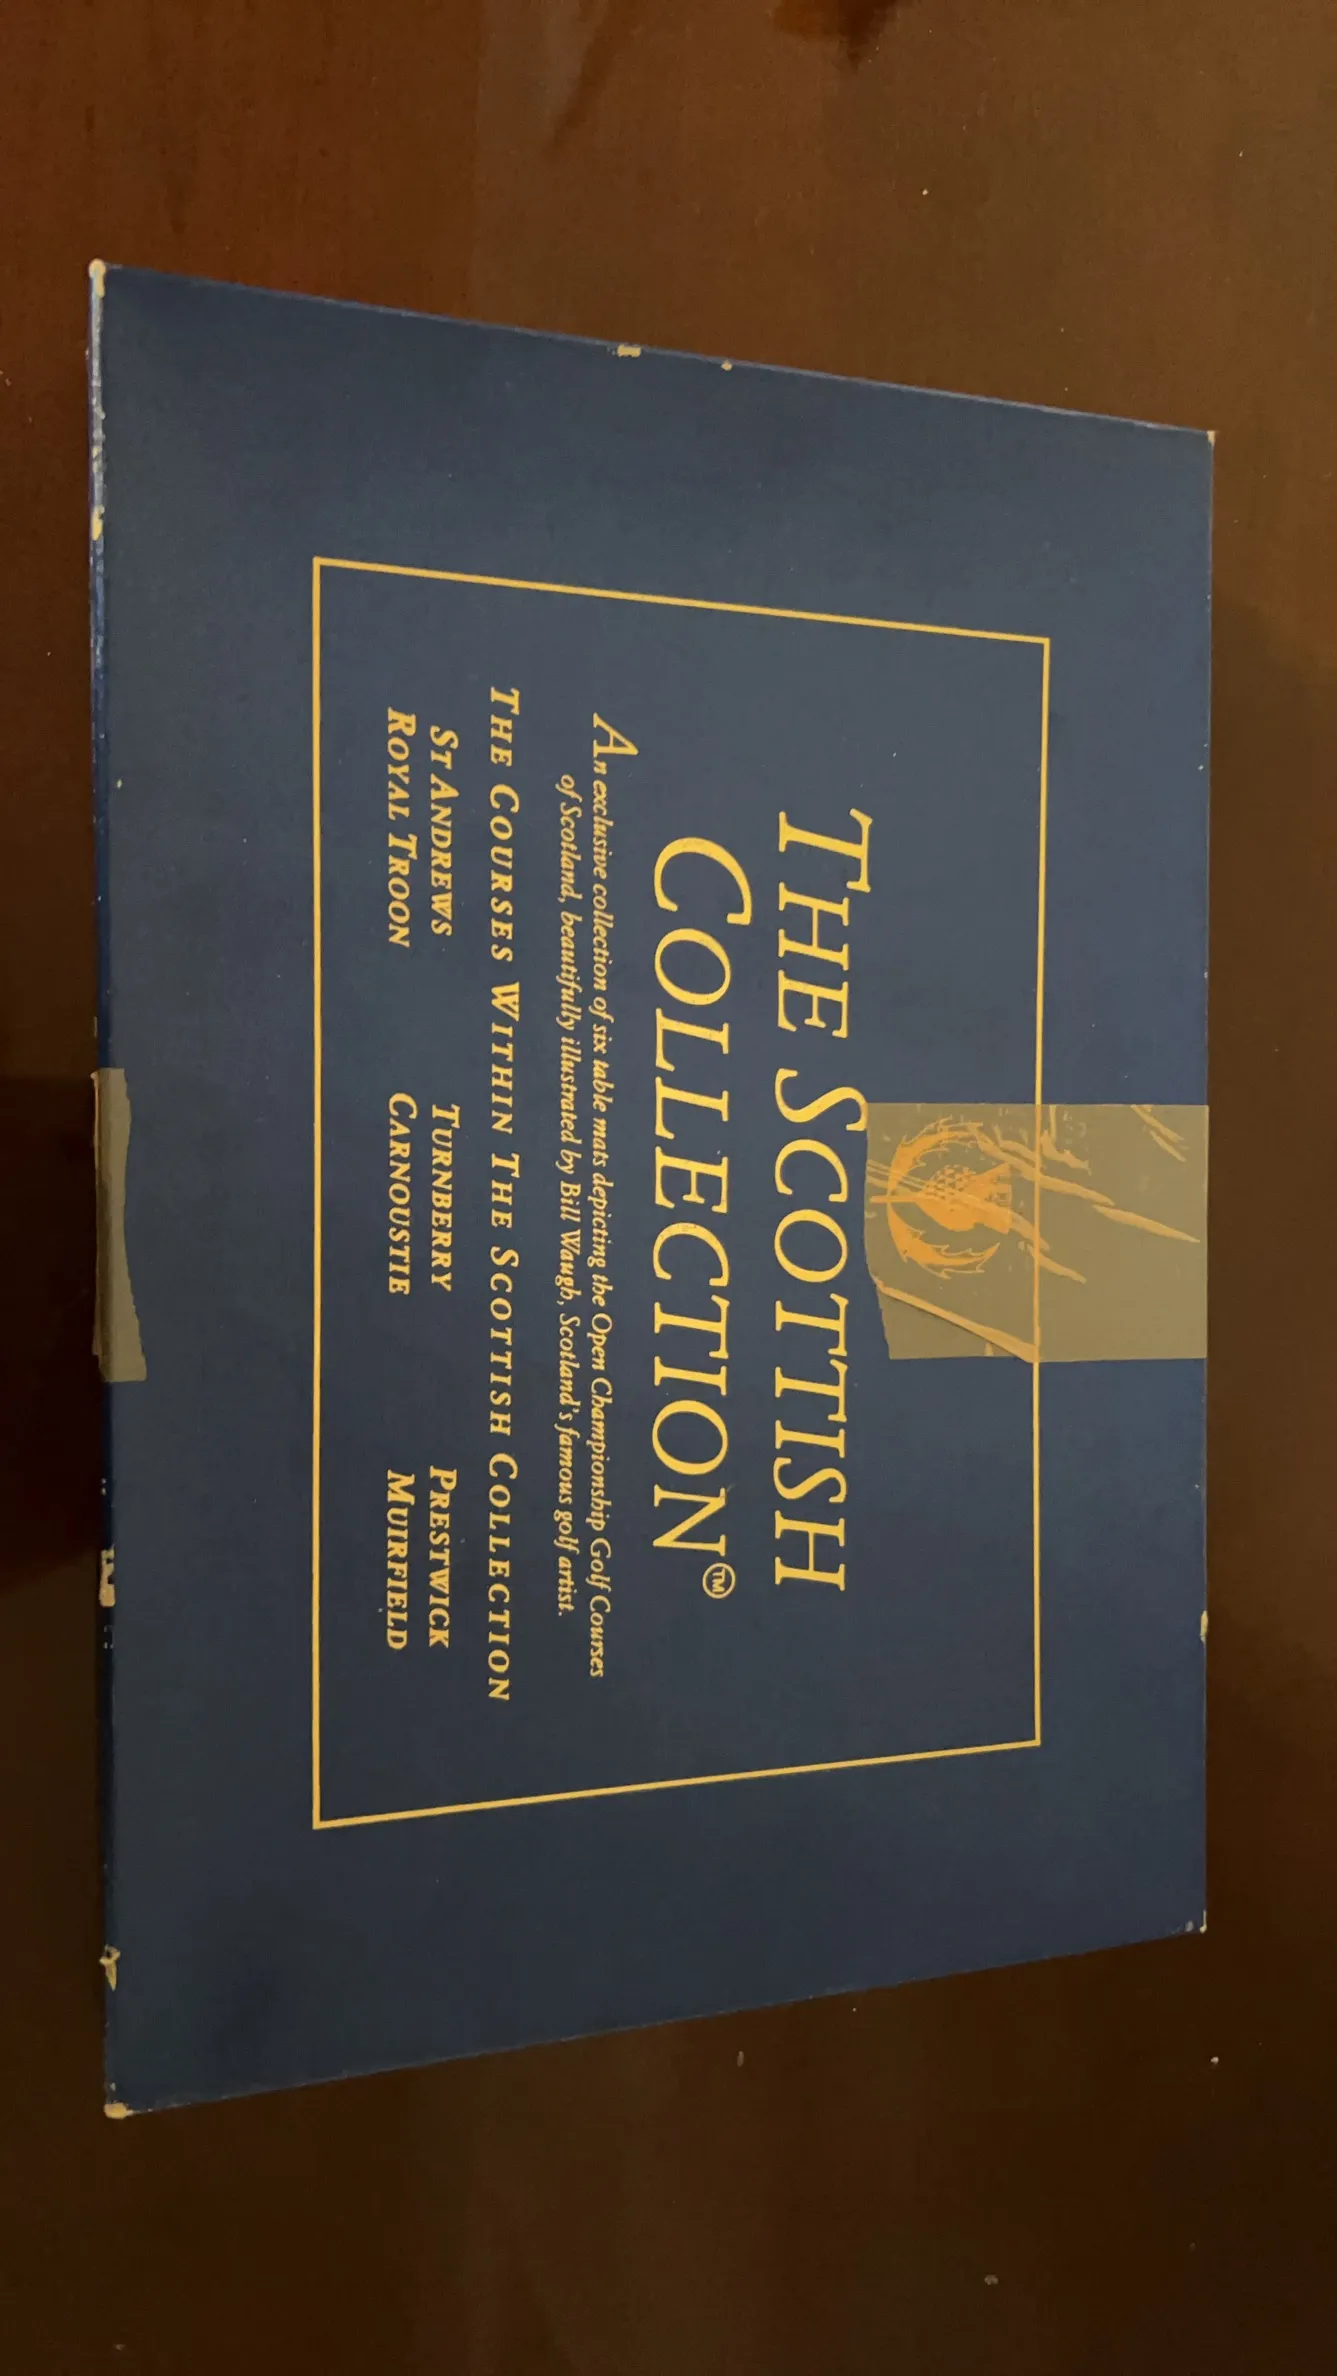 THE SCOTTISH
COLLECTION™
An exclusive collection of six table mats depicting the Open Championship Golf Courses
of Scotland, beautifully illustrated by Bill Waugh, Scotland's famous golf artist.
THE COURSES WITHIN THE SCOTTISH COLLECTION
ST ANDREWS TURNBERRY PRESTWICK
ROYAL TROON CARNOUSTIE MUIRFIELD